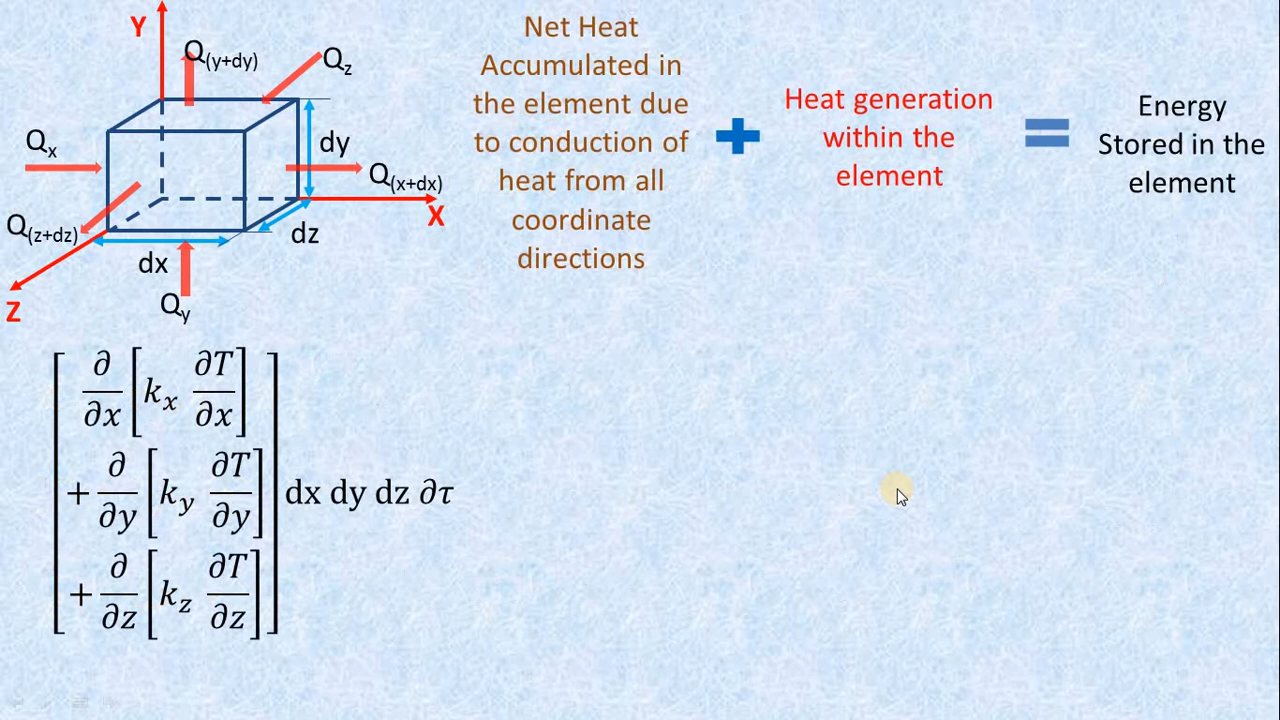 Y
Q(y+dy)
Qz
Qx
dy
Q(x+dx)
X
Q(z+dz)
dz
dx
Qy
Z
Net Heat
Accumulated in
the element due
to conduction of
heat from all
coordinate
directions
+
Heat generation
within the
element
=
Energy
Stored in the
element
[ ∂/∂x [kx ∂T/∂x]
+ ∂/∂y [ky ∂T/∂y]
+ ∂/∂z [kz ∂T/∂z] ] dx dy dz ∂τ